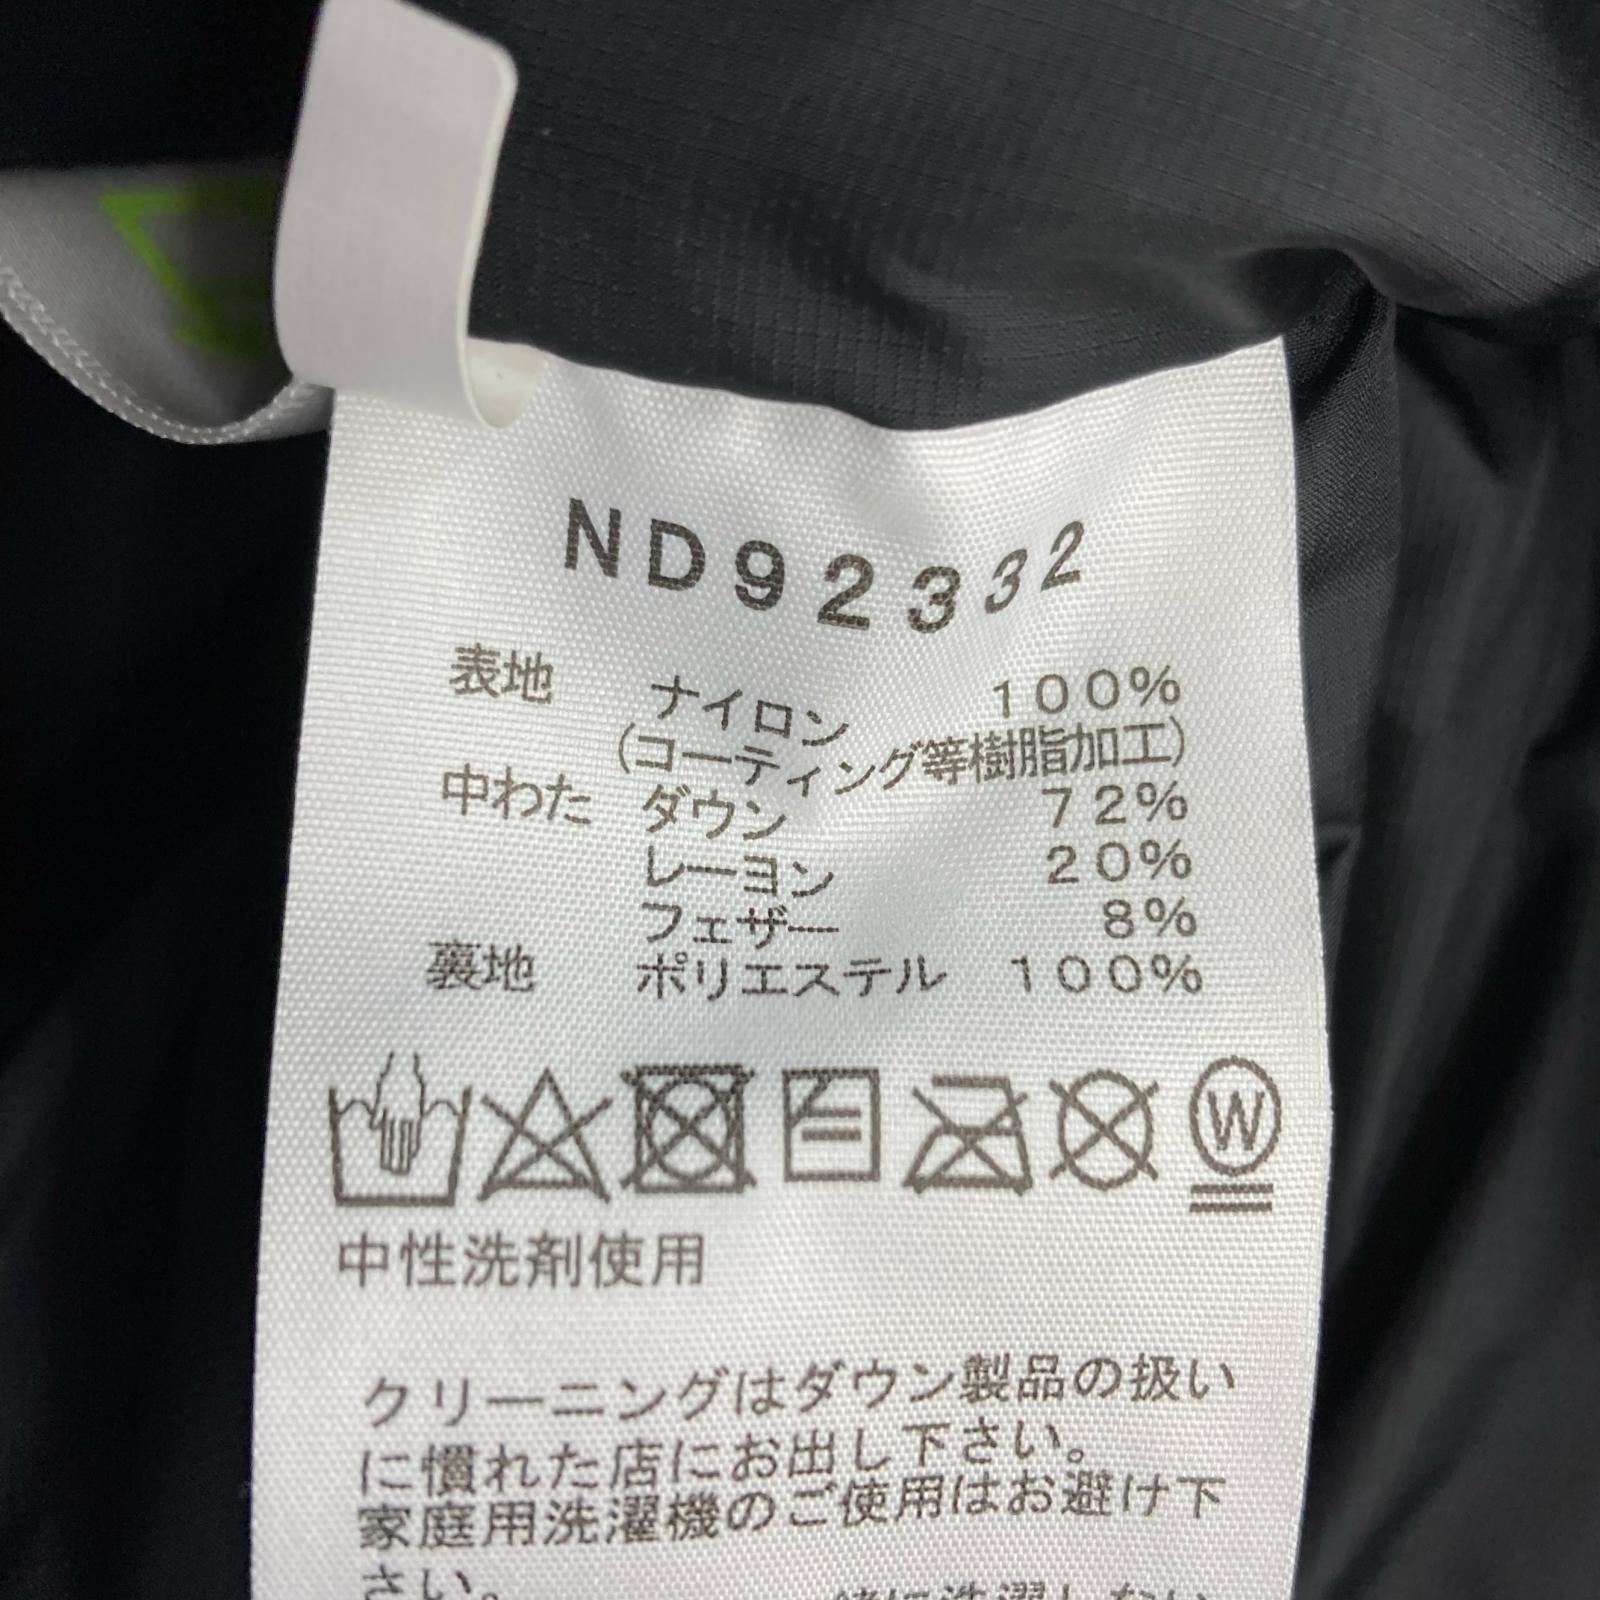 ND92332
表地 ナイロン 100%
(コーティング等樹脂加工)
中わた ダウン 72%
レーヨン 20%
フェザー 8%
裏地 ポリエステル 100%
W
中性洗剤使用
クリーニングはダウン製品の扱い
に慣れた店にお出し下さい。
家庭用洗濯機のご使用はお避け下
さい。